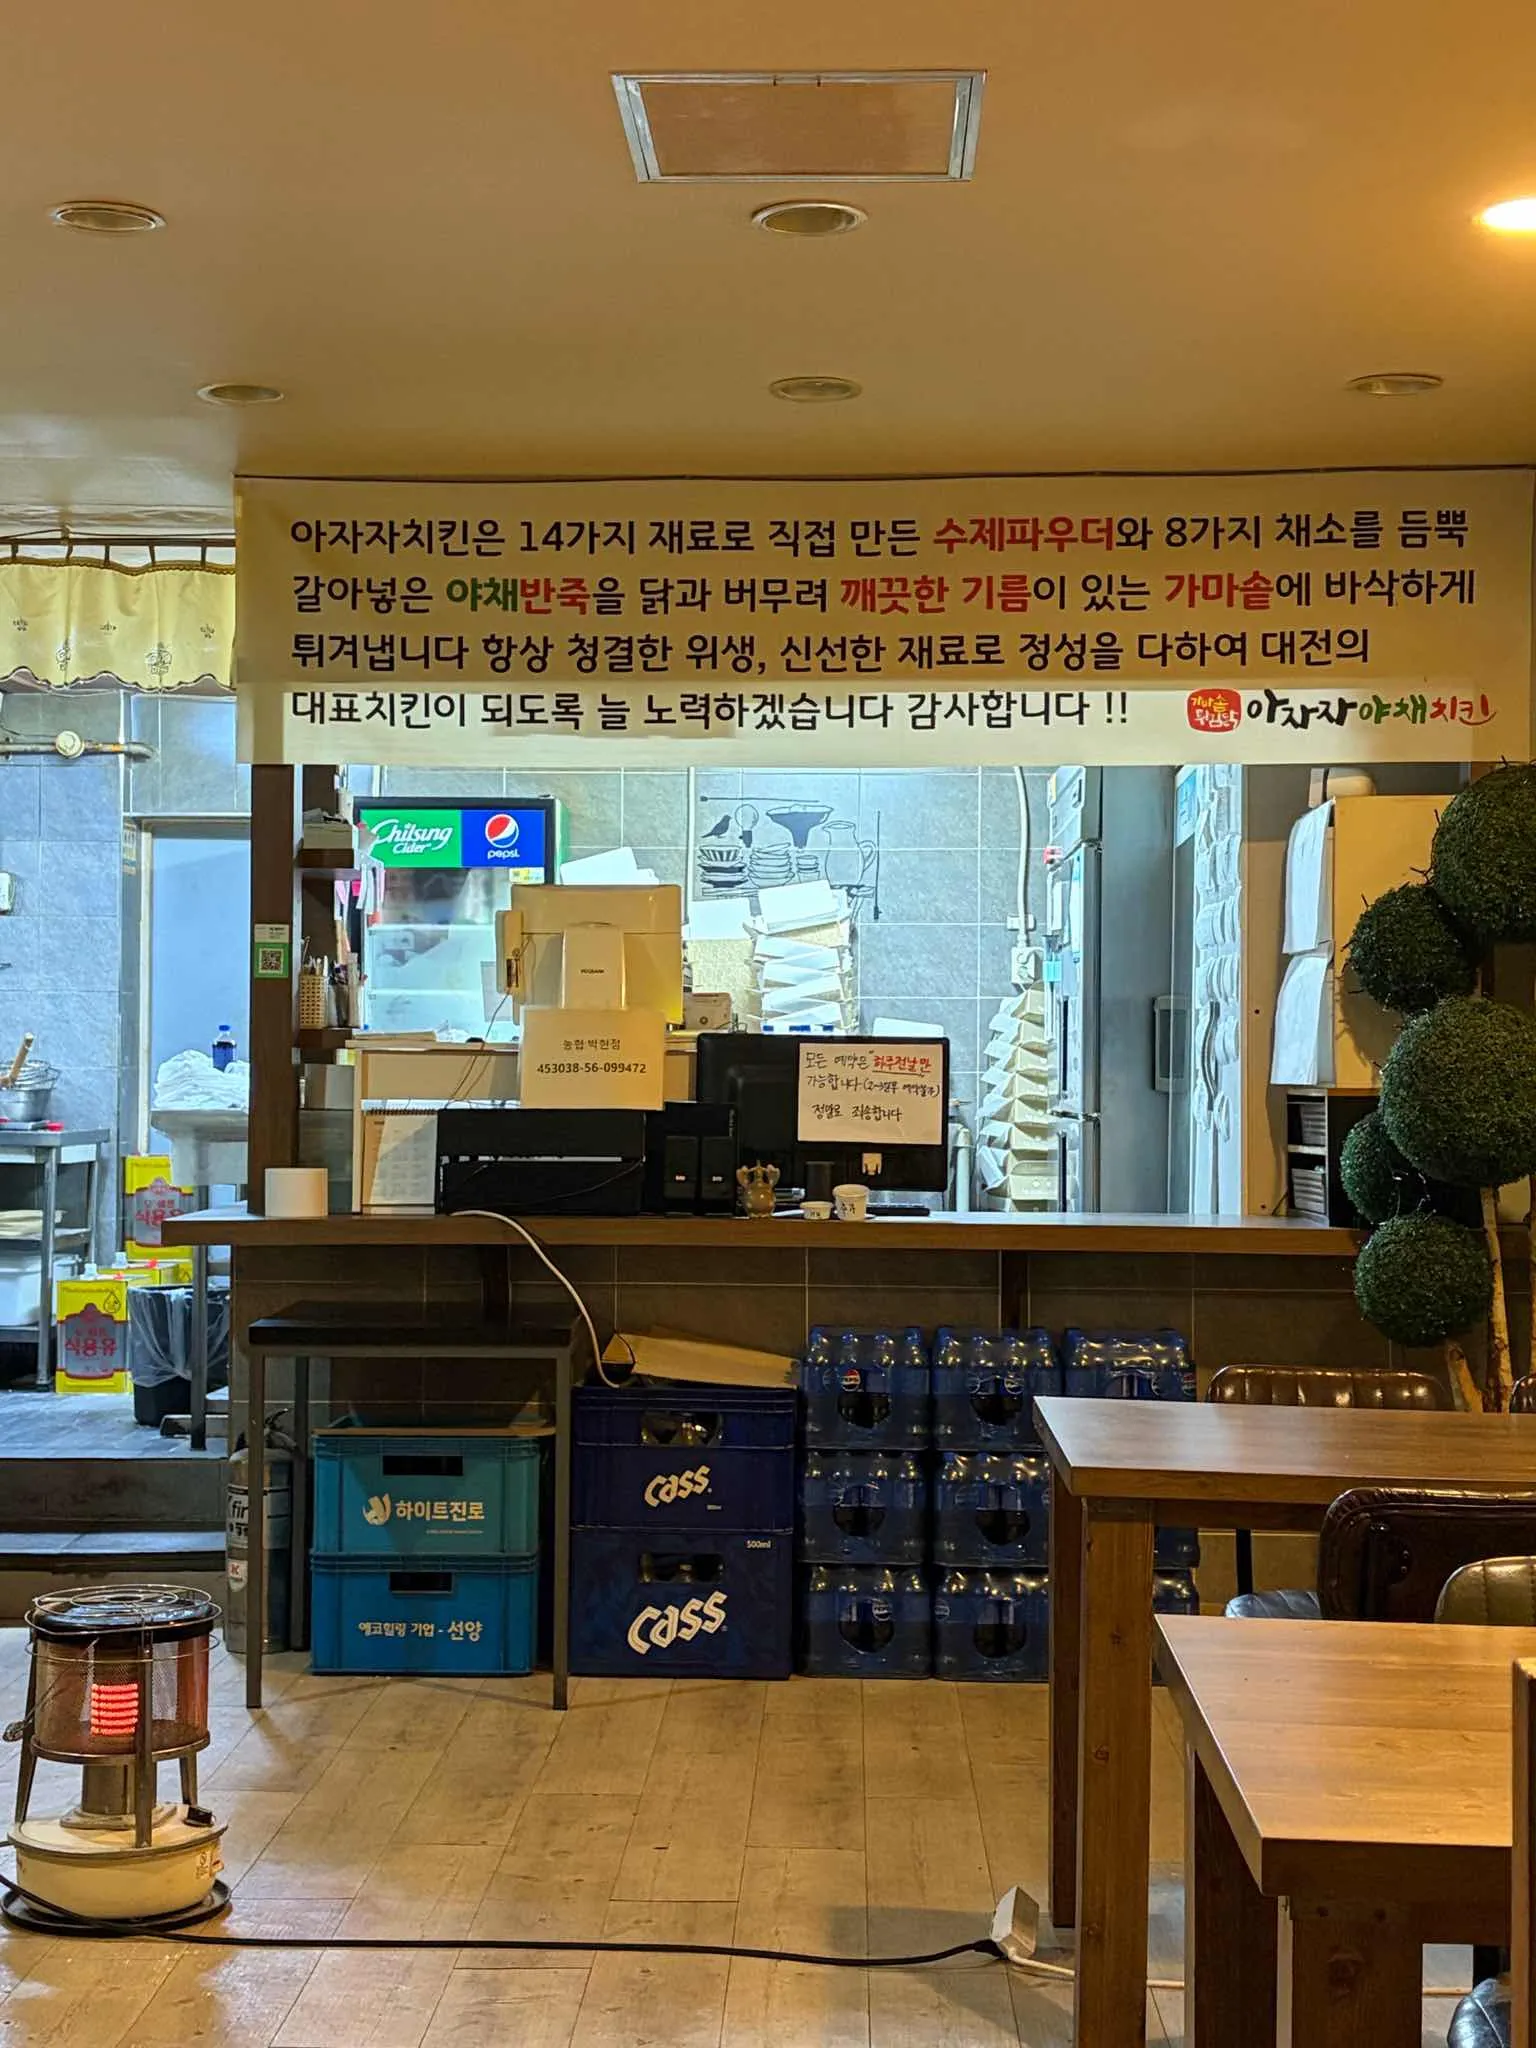 아자자치킨은 14가지 재료로 직접 만든 수제파우더와 8가지 채소를 듬뿍
갈아넣은 야채반죽을 닭과 버무려 깨끗한 기름이 있는 가마솥에 바삭하게
튀겨냅니다 항상 청결한 위생, 신선한 재료로 정성을 다하여 대전의
대표치킨이 되도록 늘 노력하겠습니다 감사합니다 !!
가마솥
튀김닭
아자자야채치킨
Chilsung
Cider
pepsi
농협 박현점
453038-56-099472
모든 예약은 "하루전날만"
가능합니다
정말로 죄송합니다
식용유
식용유
하이트진로
에코힐링 기업 - 선양
Cass
500ml
Cass